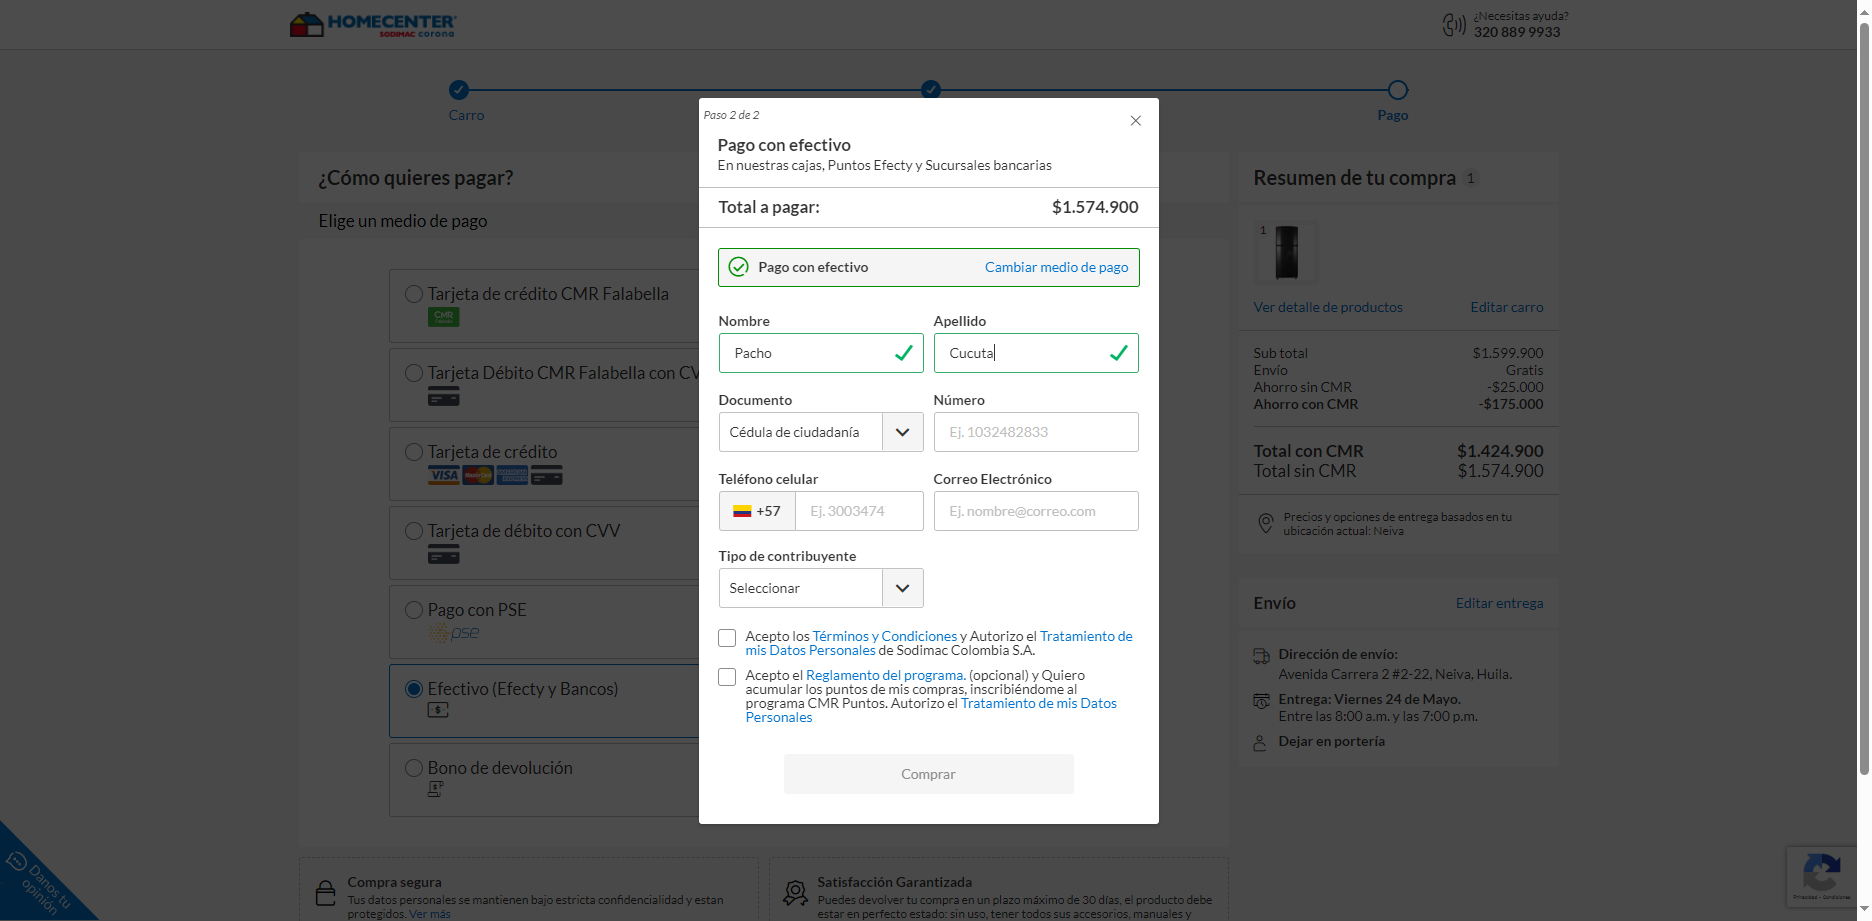 HOMECENTER
SODIMAC corona
¿Necesitas ayuda?
320 889 9933
Carro
Pago
¿Cómo quieres pagar?
Elige un medio de pago
Tarjeta de crédito CMR Falabella
CMR
Tarjeta Débito CMR Falabella con CV
Tarjeta de crédito
VISA
Tarjeta de débito con CVV
Pago con PSE
pse
Efectivo (Efecty y Bancos)
Bono de devolución
Paso 2 de 2
Pago con efectivo
En nuestras cajas, Puntos Efecty y Sucursales bancarias
Total a pagar: $1.574.900
Pago con efectivo Cambiar medio de pago
Nombre Apellido
Pacho Cucuta
Documento Número
Cédula de ciudadanía Ej. 1032482833
Teléfono celular Correo Electrónico
+57 Ej. 3003474 Ej. nombre@correo.com
Tipo de contribuyente
Seleccionar
Acepto los Términos y Condiciones y Autorizo el Tratamiento de
mis Datos Personales de Sodimac Colombia S.A.
Acepto el Reglamento del programa. (opcional) y Quiero
acumular los puntos de mis compras, inscribiéndome al
programa CMR Puntos. Autorizo el Tratamiento de mis Datos
Personales
Comprar
Resumen de tu compra 1
1
Ver detalle de productos Editar carro
Sub total $1.599.900
Envío Gratis
Ahorro sin CMR -$25.000
Ahorro con CMR -$175.000
Total con CMR $1.424.900
Total sin CMR $1.574.900
Precios y opciones de entrega basados en tu
ubicación actual: Neiva
Envío Editar entrega
Dirección de envío:
Avenida Carrera 2 #2-22, Neiva, Huila.
Entrega: Viernes 24 de Mayo.
Entre las 8:00 a.m. y las 7:00 p.m.
Dejar en portería
Danos tu
opinión
Compra segura
Tus datos personales se mantienen bajo estricta confidencialidad y estan
protegidos. Ver más
Satisfacción Garantizada
Puedes devolver tu compra en un plazo máximo de 30 días, el producto debe
estar en perfecto estado: sin uso, tener todos sus accesorios, manuales y
Privacidad - Condiciones